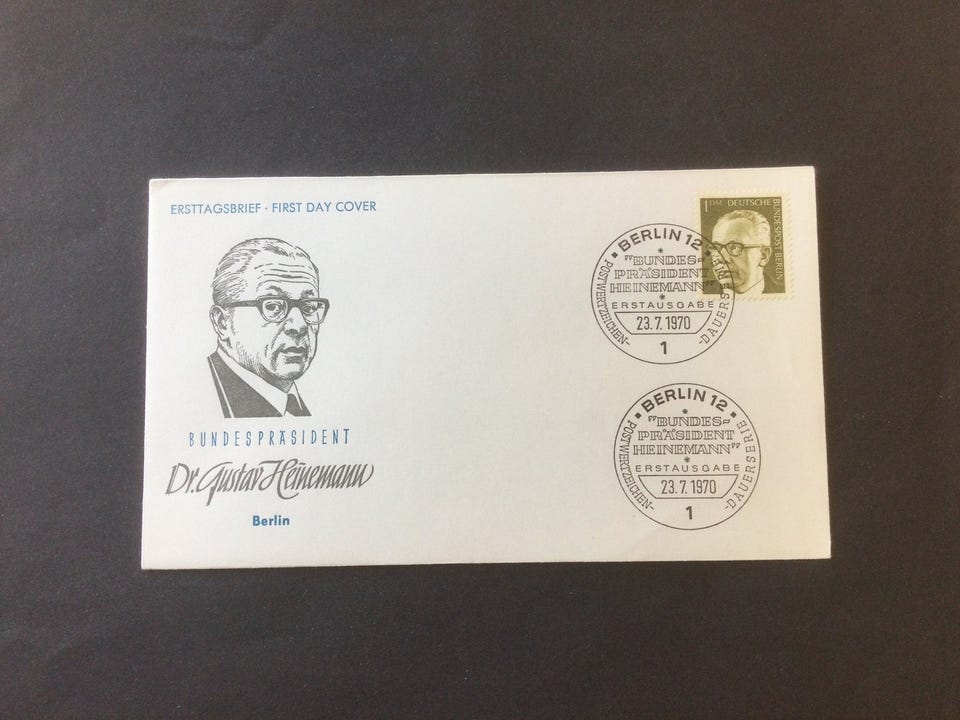 ERSTTAGSBRIEF · FIRST DAY COVER
BUNDESPRÄSIDENT
Dr. Gustav Heinemann
Berlin
1 DM DEUTSCHE
BUNDESPOST BERLIN
BERLIN 12
"BUNDES=
PRÄSIDENT
HEINEMANN"
ERSTAUSGABE
23.7.1970
1
POSTWERTZEICHEN-
-DAUERSERIE
BERLIN 12
"BUNDES=
PRÄSIDENT
HEINEMANN"
ERSTAUSGABE
23.7.1970
1
POSTWERTZEICHEN-
-DAUERSERIE